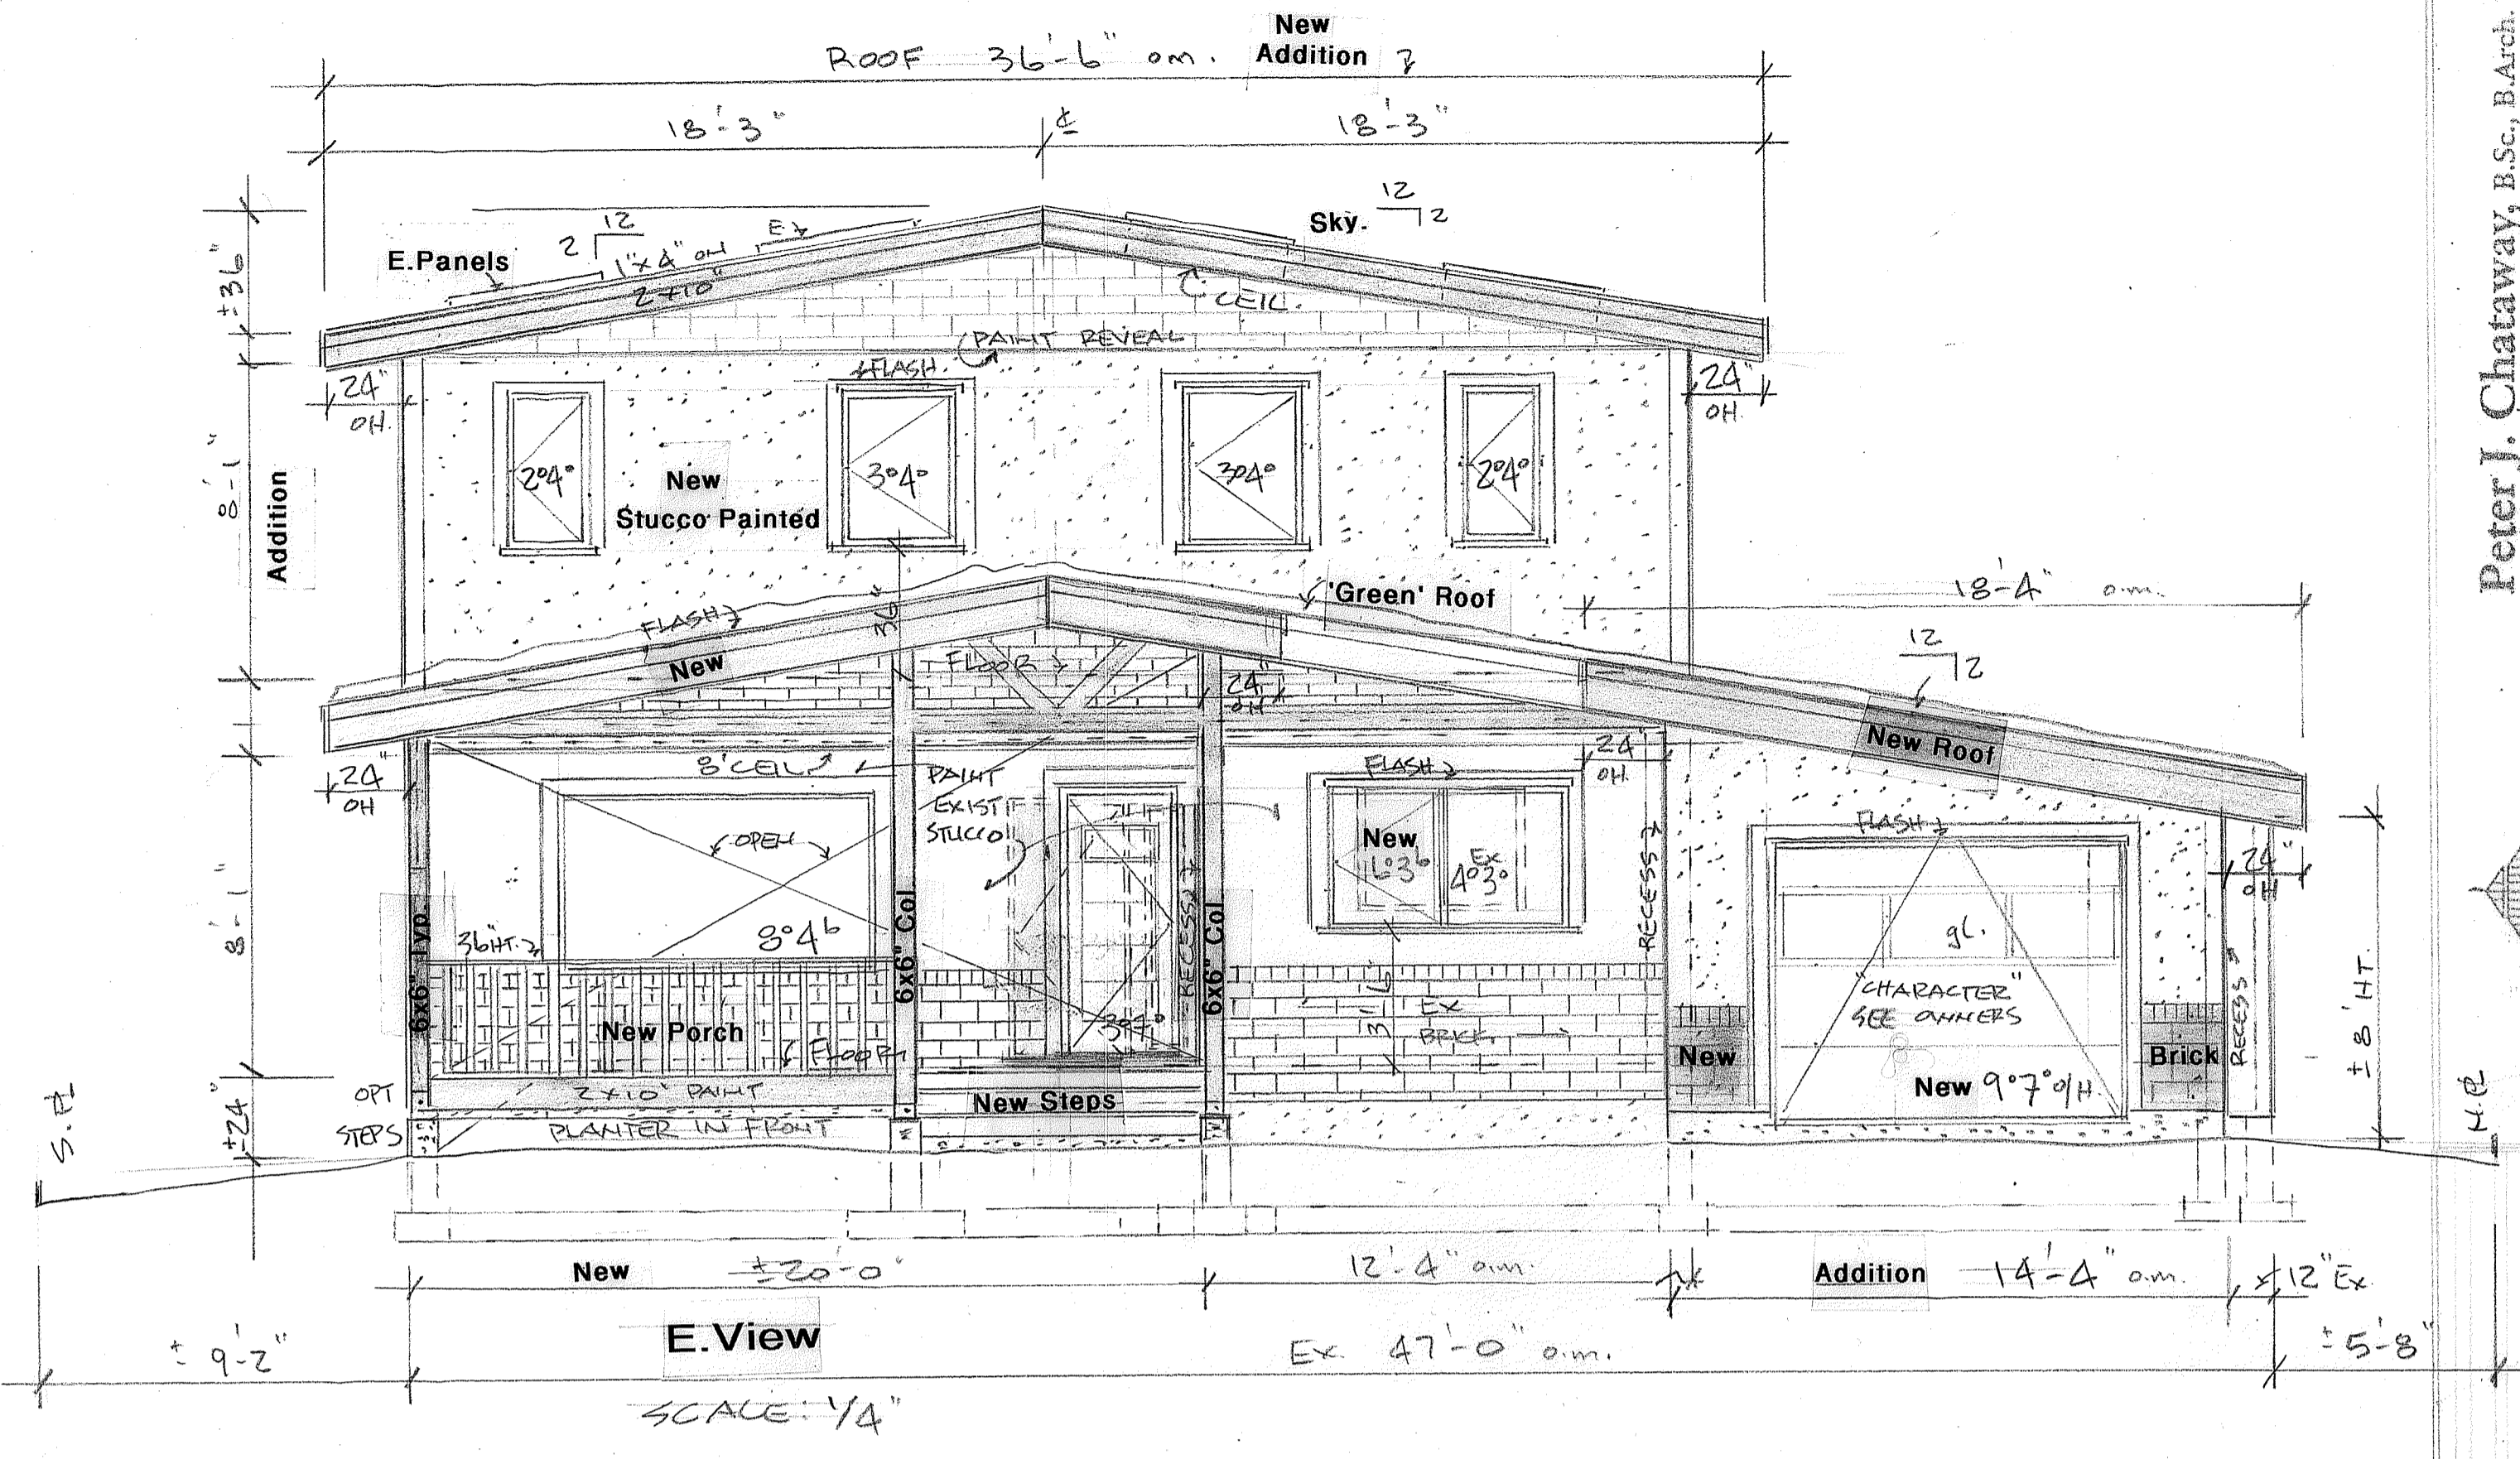 New
ROOF 36'-6" o.m. Addition
18'-3" ℄ 18'-3"
12
2
E>
Sky. 12
2
E.Panels
1"x4" on
2x10"
±36"
CEIL.
PAINT REVEAL
FLASH.
24"
OH.
24"
OH.
2⁰4⁰
3⁰4⁰
3⁰4⁰
2⁰4⁰
New
Stucco Painted
8'-1"
Addition
'Green' Roof
18'-4" o.m.
36"
FLASH
New
FLOOR
24"
OH
12
2
New Roof
24"
OH
8' CEIL
PAINT
EXIST
STUCCO
FLASH
24"
OH.
OPEN
New
Ex
4⁰3⁰
RECESS
FLASH
24"
OH
8'-1"
6x6" Typ.
36" HT.
8⁰4⁶
6x6" Col
RECESS
6x6" Col
gl.
"CHARACTER"
SEE OWNERS
New Porch
FLOOR
EX
BRICK
New
Brick
RECESS
New 9⁰7⁰ O/H.
±8' HT.
OPT
STEPS
2x10" PAINT
New Steps
PLANTER IN FRONT
±24"
New ±20'-0"
12'-4" o.m.
Addition 14'-4" o.m.
12" Ex.
E.View
±9'-2"
Ex. 47'-0" o.m.
±5'-8"
SCALE: 1/4"
Peter J. Chataway, B.Sc., B.Arch.